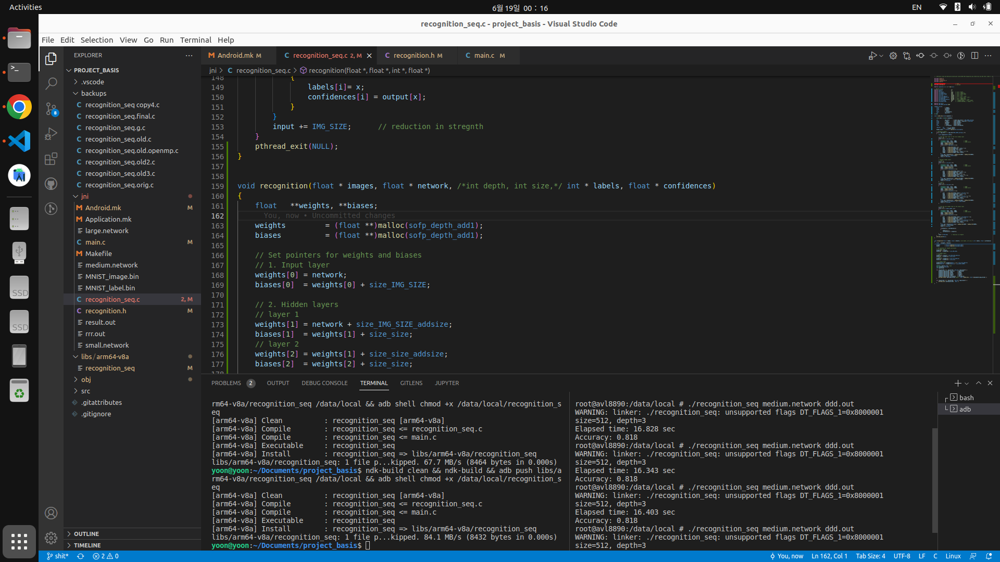 Activities
6월 19일 00 : 16
EN
recognition_seq.c - project_basis - Visual Studio Code
File Edit Selection View Go Run Terminal Help
EXPLORER
PROJECT_BASIS
.vscode
backups
C recognition_seq copy4.c
C recognition_seq.final.c
C recognition_seq.g.c
C recognition_seq.old.c
C recognition_seq.old.openmp.c
C recognition_seq.old2.c
C recognition_seq.old3.c
C recognition_seq.orig.c
jni
M Android.mk M
M Application.mk
large.network
C main.c M
M Makefile
medium.network
MNIST_image.bin
MNIST_label.bin
C recognition_seq.c 2, M
C recognition.h M
result.out
rrr.out
small.network
libs / arm64-v8a
recognition_seq M
obj
src
.gitattributes
.gitignore
OUTLINE
TIMELINE
8
SSD
SSD
M Android.mk M C recognition_seq.c 2, M C recognition.h M C main.c M
jni > C recognition_seq.c > recognition(float *, float *, int *, float *)
148 {
149 labels[i]= x;
150 confidences[i] = output[x];
151 }
152 }
153 input += IMG_SIZE; // reduction in stregnth
154 }
155 pthread_exit(NULL);
156 }
157
158
159 void recognition(float * images, float * network, /*int depth, int size,*/ int * labels, float * confidences)
160 {
161 float **weights, **biases;
162 You, now • Uncommitted changes
163 weights = (float **)malloc(sofp_depth_add1);
164 biases = (float **)malloc(sofp_depth_add1);
165
166 // Set pointers for weights and biases
167 // 1. Input layer
168 weights[0] = network;
169 biases[0] = weights[0] + size_IMG_SIZE;
170
171 // 2. Hidden layers
172 // layer 1
173 weights[1] = network + size_IMG_SIZE_addsize;
174 biases[1] = weights[1] + size_size;
175 // layer 2
176 weights[2] = weights[1] + size_size_addsize;
177 biases[2] = weights[2] + size_size;
178
PROBLEMS 2 OUTPUT DEBUG CONSOLE TERMINAL GITLENS JUPYTER
rm64-v8a/recognition_seq /data/local && adb shell chmod +x /data/local/recognition_s
eq
[arm64-v8a] Clean : recognition_seq [arm64-v8a]
[arm64-v8a] Compile : recognition_seq <= recognition_seq.c
[arm64-v8a] Compile : recognition_seq <= main.c
[arm64-v8a] Executable : recognition_seq
[arm64-v8a] Install : recognition_seq => libs/arm64-v8a/recognition_seq
libs/arm64-v8a/recognition_seq: 1 file p...kipped. 67.7 MB/s (8464 bytes in 0.000s)
yoon@yoon:~/Documents/project_basis$ ndk-build clean && ndk-build && adb push libs/a
rm64-v8a/recognition_seq /data/local && adb shell chmod +x /data/local/recognition_s
eq
[arm64-v8a] Clean : recognition_seq [arm64-v8a]
[arm64-v8a] Compile : recognition_seq <= recognition_seq.c
[arm64-v8a] Compile : recognition_seq <= main.c
[arm64-v8a] Executable : recognition_seq
[arm64-v8a] Install : recognition_seq => libs/arm64-v8a/recognition_seq
libs/arm64-v8a/recognition_seq: 1 file p...kipped. 84.1 MB/s (8432 bytes in 0.000s)
yoon@yoon:~/Documents/project_basis$
root@avl8890:/data/local # ./recognition_seq medium.network ddd.out
WARNING: linker: ./recognition_seq: unsupported flags DT_FLAGS_1=0x8000001
size=512, depth=3
Elapsed time: 16.828 sec
Accuracy: 0.818
root@avl8890:/data/local # ./recognition_seq medium.network ddd.out
WARNING: linker: ./recognition_seq: unsupported flags DT_FLAGS_1=0x8000001
size=512, depth=3
Elapsed time: 16.343 sec
Accuracy: 0.818
root@avl8890:/data/local # ./recognition_seq medium.network ddd.out
WARNING: linker: ./recognition_seq: unsupported flags DT_FLAGS_1=0x8000001
size=512, depth=3
Elapsed time: 16.403 sec
Accuracy: 0.818
root@avl8890:/data/local # ./recognition_seq medium.network ddd.out
WARNING: linker: ./recognition_seq: unsupported flags DT_FLAGS_1=0x8000001
size=512, depth=3
bash
adb
shit* 2 0 You, now Ln 162, Col 1 Tab Size: 4 UTF-8 LF C Linux